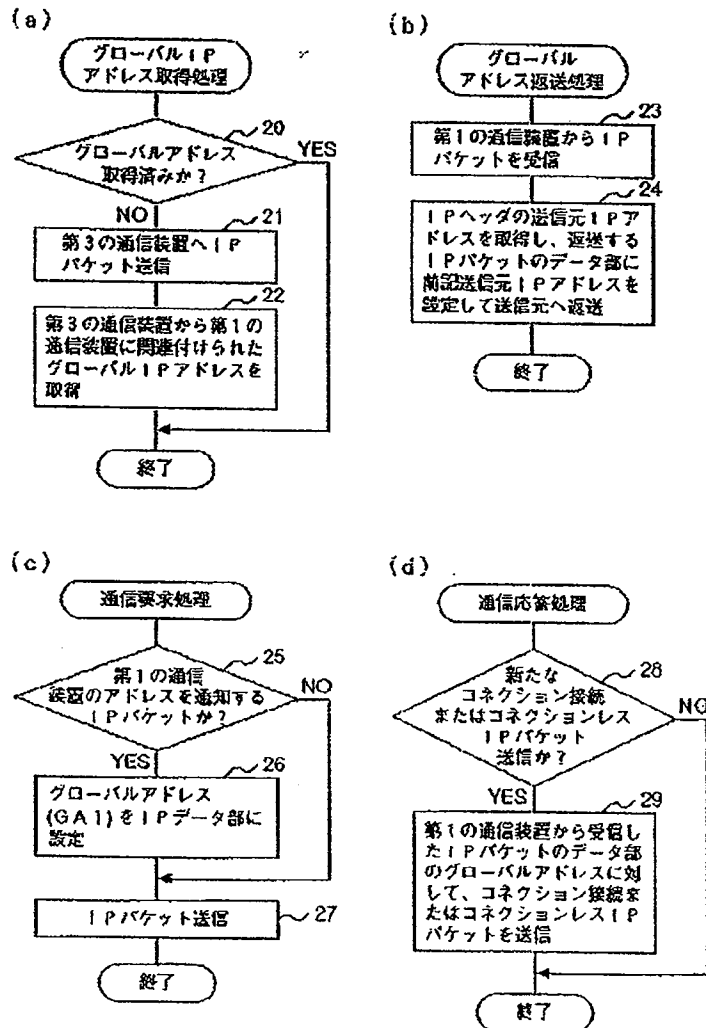 (a)
グローバルIP
アドレス取得処理
20
グローバルアドレス
取得済みか？
YES
NO
21
第3の通信装置へIP
パケット送信
22
第3の通信装置から第1の
通信装置に関連付けられた
グローバルIPアドレスを
取得
終了
(b)
グローバル
アドレス返送処理
23
第1の通信装置からIP
パケットを受信
24
IPヘッダの送信元IPア
ドレスを取得し、返送する
IPパケットのデータ部に
前記送信元IPアドレスを
設定して送信元へ返送
終了
(c)
通信要求処理
25
第1の通信
装置のアドレスを通知する
IPパケットか？
NO
YES
26
グローバルアドレス
(GA1)をIPデータ部に
設定
IPパケット送信
27
終了
(d)
通信応答処理
28
新たな
コネクション接続
またはコネクションレス
IPパケット
送信か？
NO
YES
29
第1の通信装置から受信し
たIPパケットのデータ部
のグローバルアドレスに対
して、コネクション接続ま
たはコネクションレスIP
パケットを送信
終了